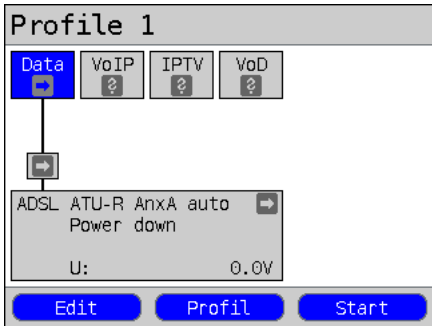 Profile 1
Data VoIP IPTV VoD
ADSL ATU-R AnxA auto
Power down
U: 0.0V
Edit Profil Start